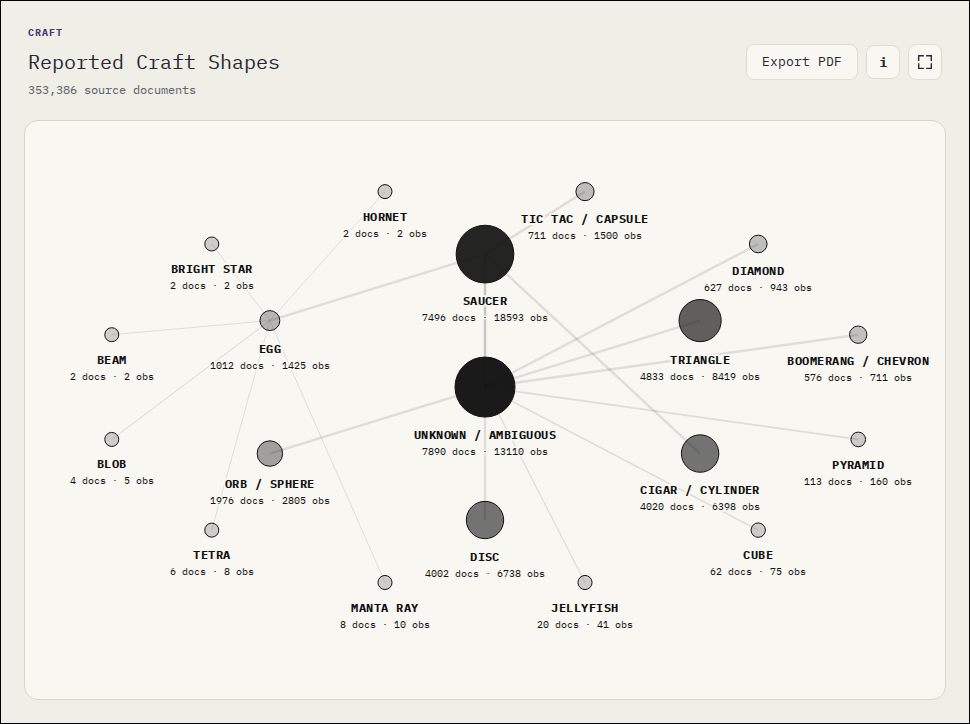 CRAFT
Reported Craft Shapes
353,386 source documents
Export PDF
i
HORNET
2 docs · 2 obs
TIC TAC / CAPSULE
711 docs · 1500 obs
BRIGHT STAR
2 docs · 2 obs
DIAMOND
627 docs · 943 obs
SAUCER
7496 docs · 18593 obs
EGG
1012 docs · 1425 obs
BEAM
2 docs · 2 obs
TRIANGLE
4833 docs · 8419 obs
BOOMERANG / CHEVRON
576 docs · 711 obs
UNKNOWN / AMBIGUOUS
7890 docs · 13110 obs
BLOB
4 docs · 5 obs
PYRAMID
113 docs · 160 obs
ORB / SPHERE
1976 docs · 2805 obs
CIGAR / CYLINDER
4020 docs · 6398 obs
TETRA
6 docs · 8 obs
DISC
4002 docs · 6738 obs
CUBE
62 docs · 75 obs
MANTA RAY
8 docs · 10 obs
JELLYFISH
20 docs · 41 obs